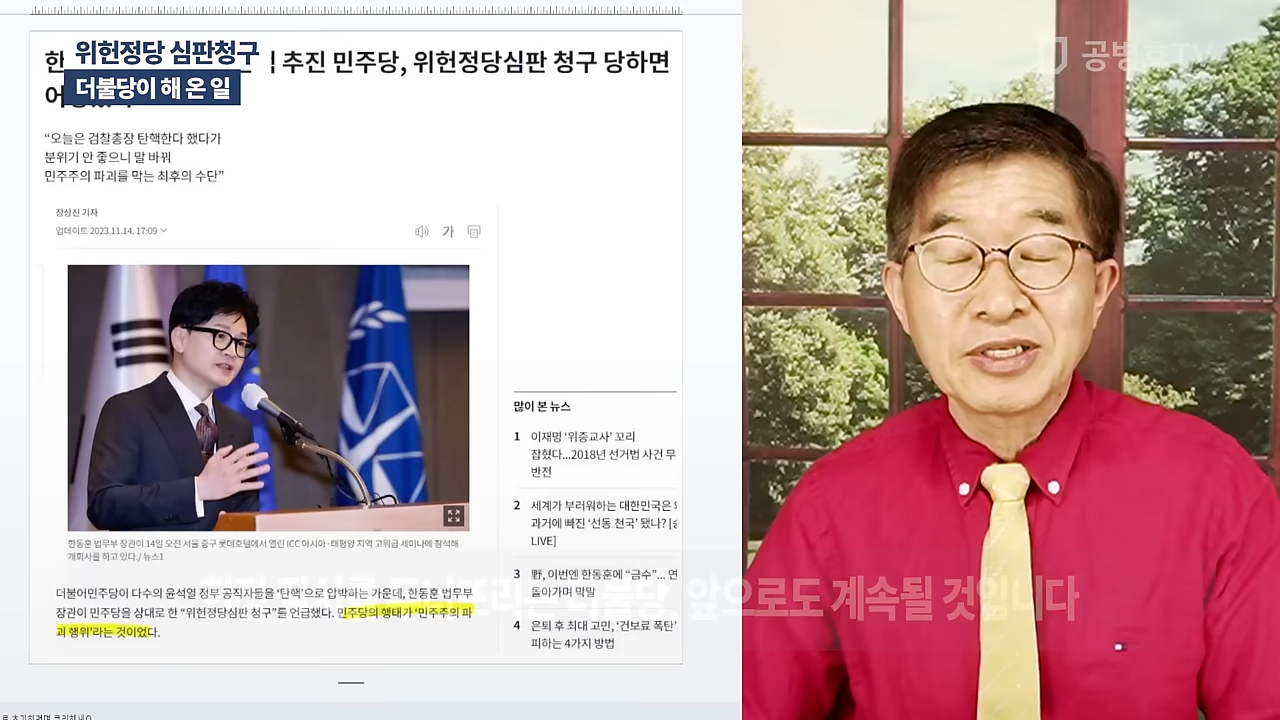 위헌정당 심판청구
더불당이 해 온 일
한
추진 민주당, 위헌정당심판 청구 당하면
어
“오늘은 검찰총장 탄핵한다 했다가
분위기 안 좋으니 말 바꿔
민주주의 파괴를 막는 최후의 수단”
장상진 기자
업데이트 2023.11.14. 17:09
가
한동훈 법무부 장관이 14일 오전 서울 중구 롯데호텔에서 열린 ICC 아시아·태평양 지역 고위급 세미나에 참석해
개회사를 하고 있다./ 뉴스1
더불어민주당이 다수의 윤석열 정부 공직자들을 ‘탄핵’으로 압박하는 가운데, 한동훈 법무부
장관이 민주당을 상대로 한 “위헌정당심판 청구”를 언급했다. 민주당의 행태가 ‘민주주의 파
괴 행위’라는 것이었다.
많이 본 뉴스
1 이재명 ‘위증교사’ 꼬리
잡혔다...2018년 선거법 사건 무
반전
2 세계가 부러워하는 대한민국은
과거에 빠진 ‘선동 천국’ 됐나?
LIVE]
3 野, 이번엔 한동훈에 “금수”... 연
돌아가며 막말
4 은퇴 후 최대 고민, ‘건보료 폭탄’
피하는 4가지 방법
공병호TV
더불당, 앞으로도 계속될 것입니다